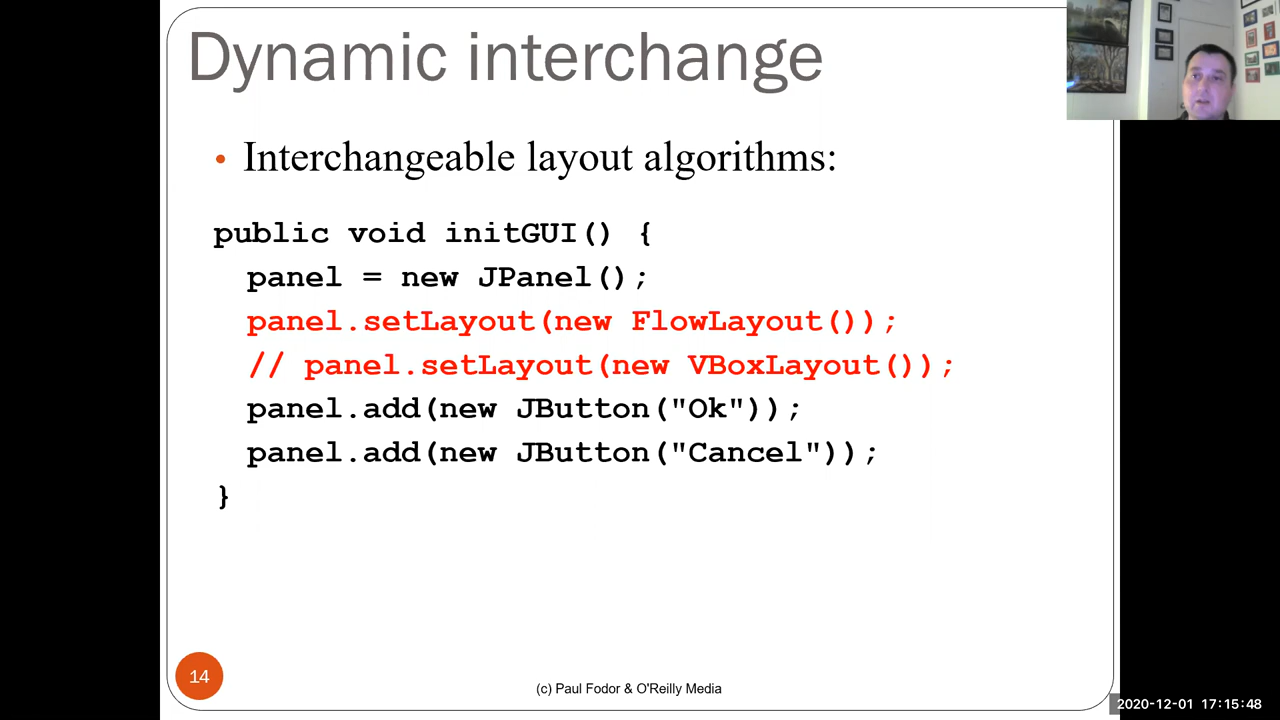 Dynamic interchange
• Interchangeable layout algorithms:
public void initGUI() {
panel = new JPanel();
panel.setLayout(new FlowLayout());
// panel.setLayout(new VBoxLayout());
panel.add(new JButton("Ok"));
panel.add(new JButton("Cancel"));
}
14
(c) Paul Fodor & O'Reilly Media
2020-12-01 17:15:48